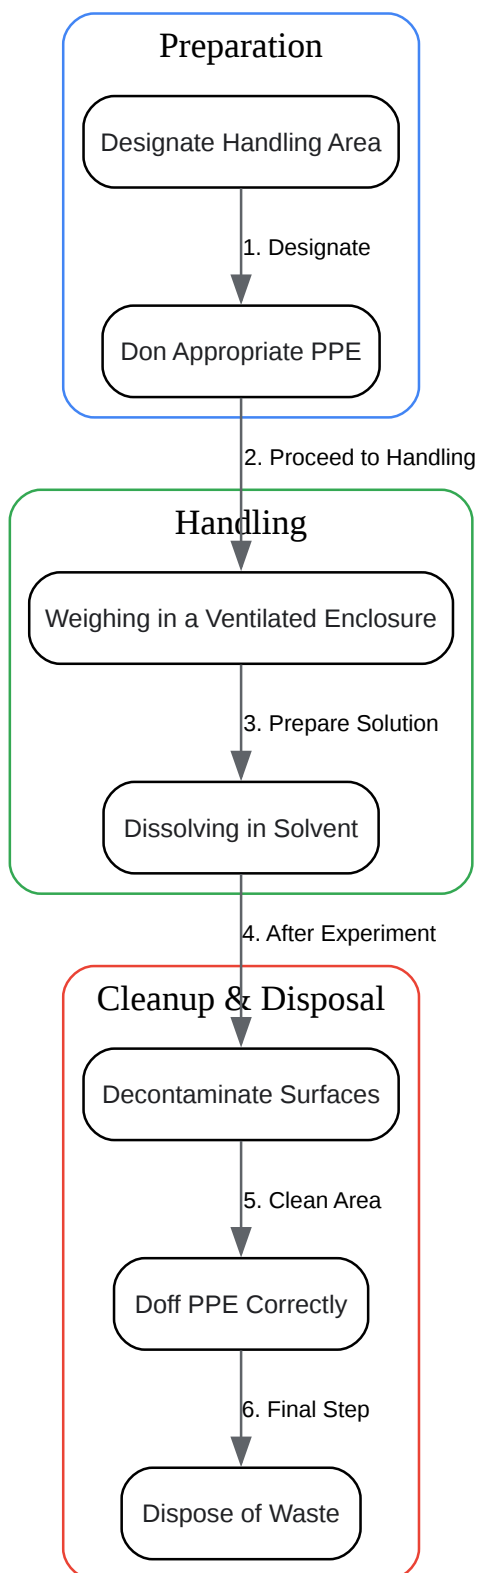 Preparation
Designate Handling Area
1. Designate
Don Appropriate PPE
2. Proceed to Handling
Handling
Weighing in a Ventilated Enclosure
3. Prepare Solution
Dissolving in Solvent
4. After Experiment
Cleanup & Disposal
Decontaminate Surfaces
5. Clean Area
Doff PPE Correctly
6. Final Step
Dispose of Waste